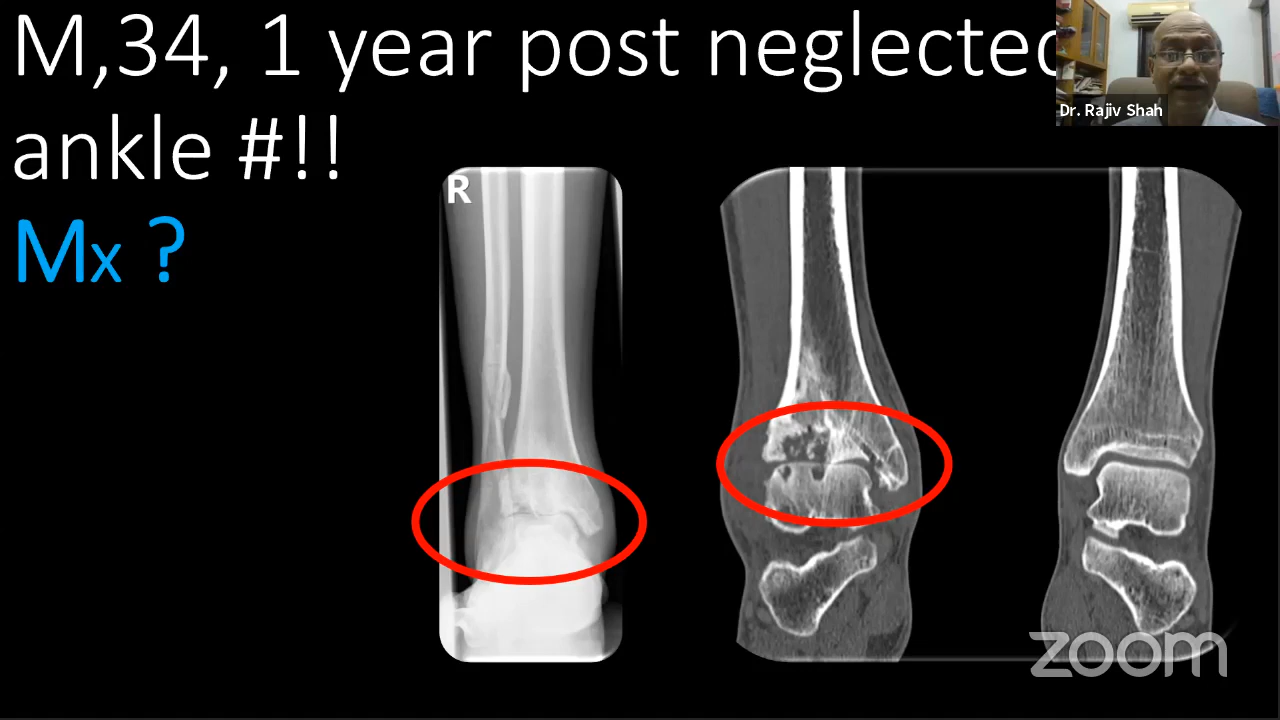 M,34, 1 year post neglected
ankle #!!
Mx ?
Dr. Rajiv Shah
R
zoom